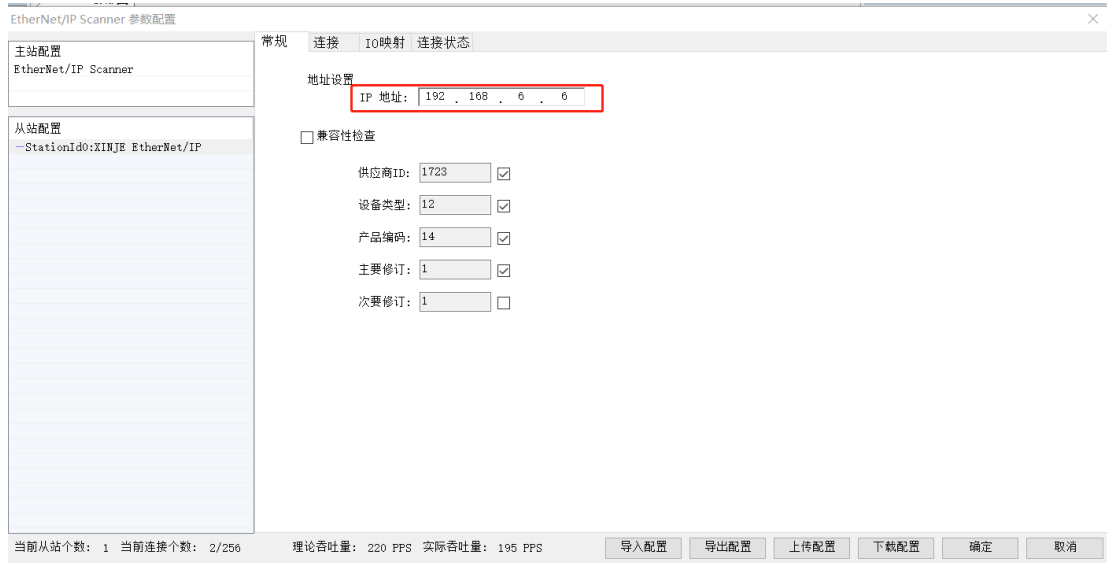 EtherNet/IP Scanner 参数配置
主站配置
EtherNet/IP Scanner
从站配置
StationId0:XINJE EtherNet/IP
常规 连接 IO映射 连接状态
地址设置
IP 地址: 192 . 168 . 6 . 6
兼容性检查
供应商ID: 1723
设备类型: 12
产品编码: 14
主要修订: 1
次要修订: 1
当前从站个数: 1 当前连接个数: 2/256 理论吞吐量: 220 PPS 实际吞吐量: 195 PPS 导入配置 导出配置 上传配置 下载配置 确定 取消